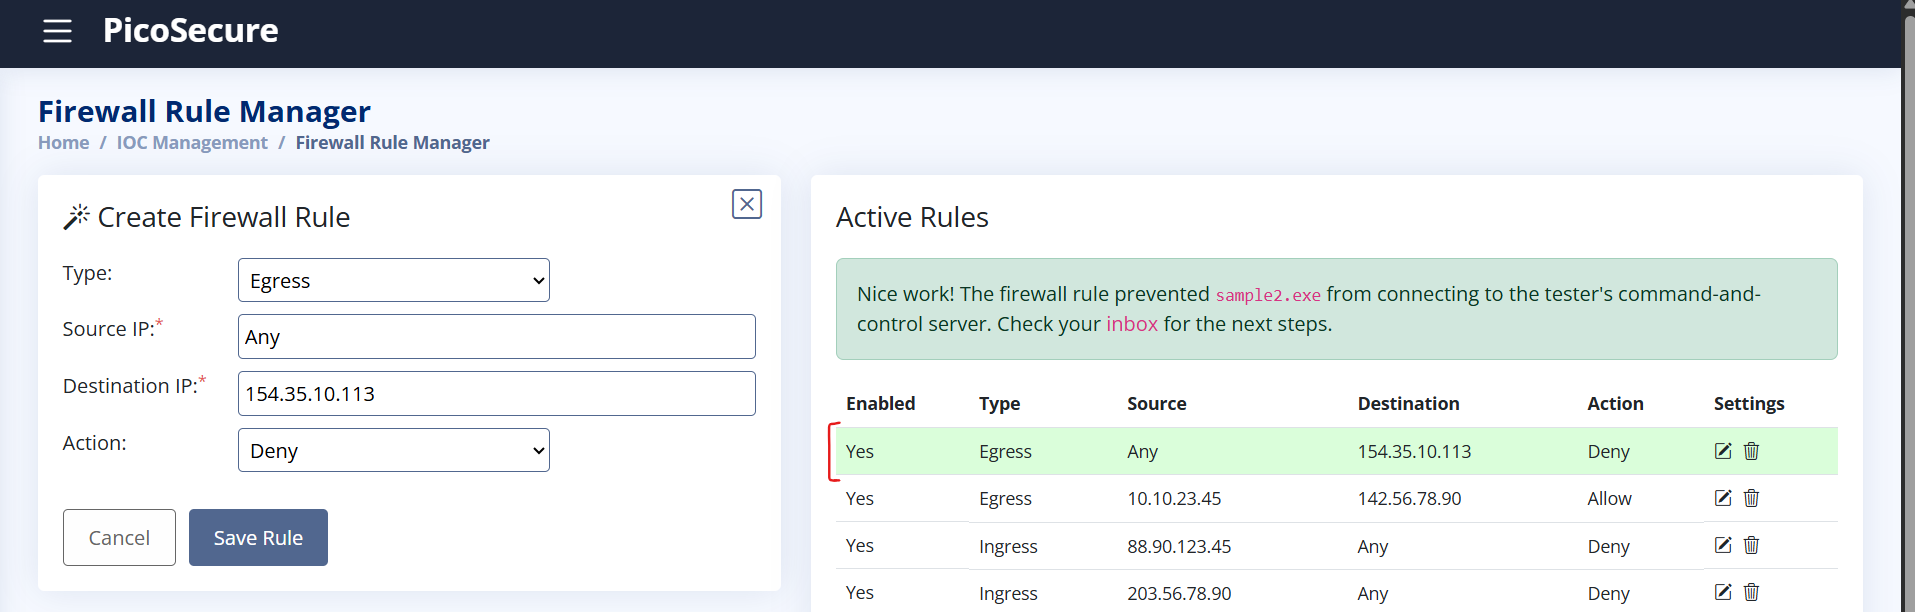 PicoSecure
Firewall Rule Manager
Home / IOC Management / Firewall Rule Manager
Create Firewall Rule
Type:
Egress
Source IP:*
Any
Destination IP:*
154.35.10.113
Action:
Deny
Cancel
Save Rule
Active Rules
Nice work! The firewall rule prevented sample2.exe from connecting to the tester's command-and-
control server. Check your inbox for the next steps.
Enabled Type Source Destination Action Settings
Yes Egress Any 154.35.10.113 Deny
Yes Egress 10.10.23.45 142.56.78.90 Allow
Yes Ingress 88.90.123.45 Any Deny
Yes Ingress 203.56.78.90 Any Deny